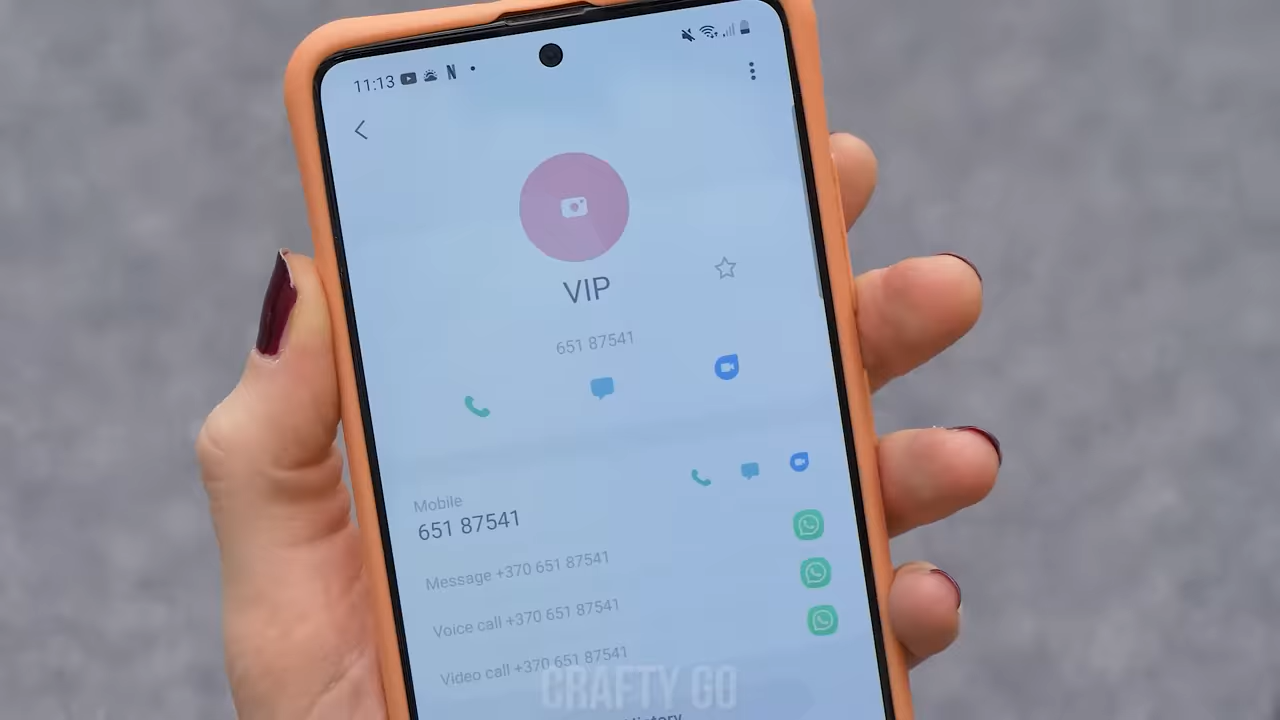 11:13
VIP
651 87541
Mobile
651 87541
Message +370 651 87541
Voice call +370 651 87541
Video call +370 651 87541
CRAFTY GO
History